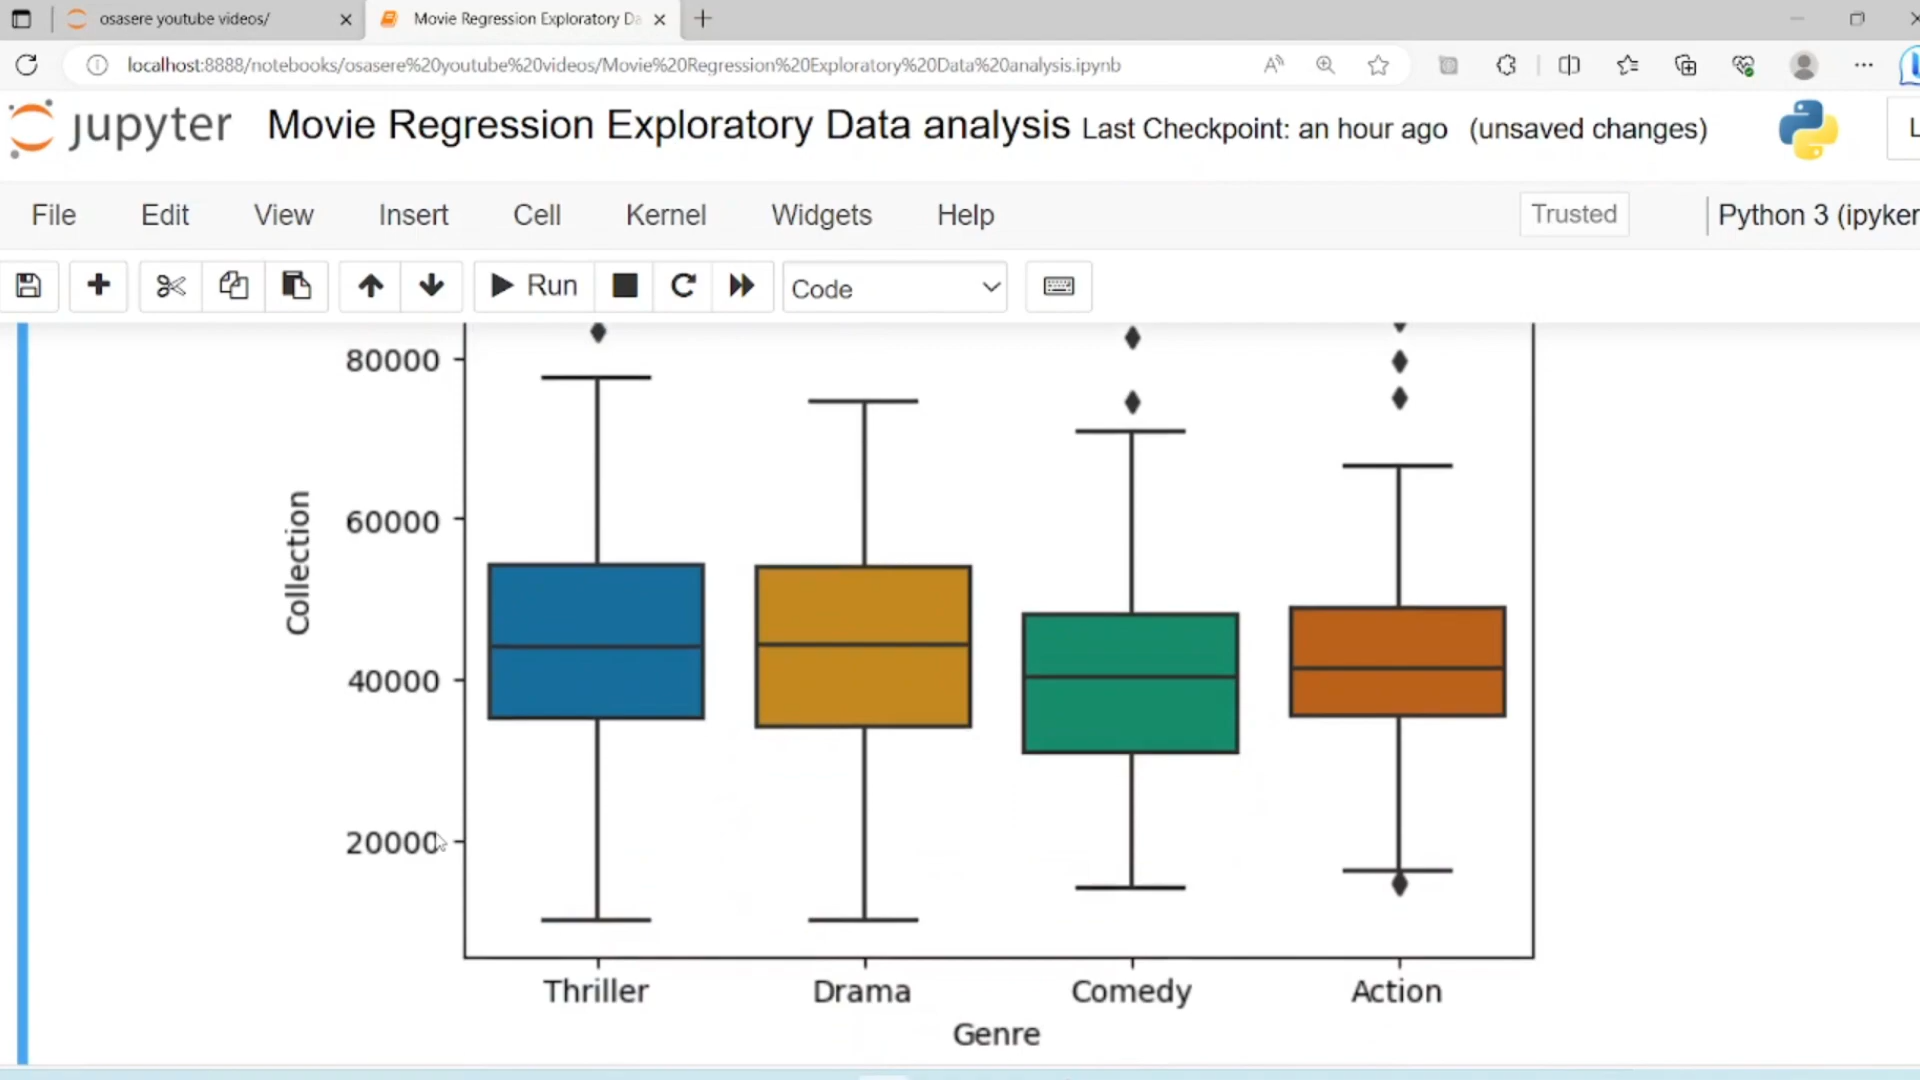 osasere youtube videos/
Movie Regression Exploratory Da
localhost:8888/notebooks/osasere%20youtube%20videos/Movie%20Regression%20Exploratory%20Data%20analysis.ipynb
jupyter Movie Regression Exploratory Data analysis Last Checkpoint: an hour ago (unsaved changes)
File Edit View Insert Cell Kernel Widgets Help Trusted Python 3 (ipyker
Run Code
80000
60000
40000
20000
Collection
Thriller Drama Comedy Action
Genre